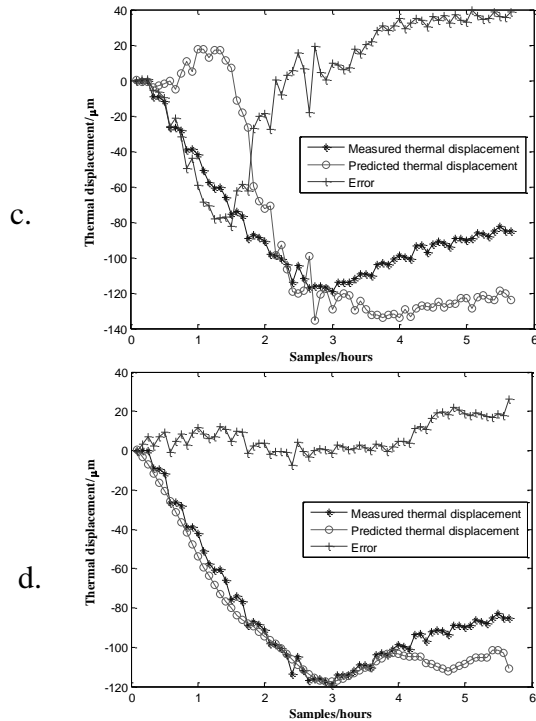 c.
Thermal displacement/μm
40
20
0
-20
-40
-60
-80
-100
-120
-140
0 1 2 3 4 5 6
Samples/hours
Measured thermal displacement
Predicted thermal displacement
Error
d.
Thermal displacement/μm
40
20
0
-20
-40
-60
-80
-100
-120
0 1 2 3 4 5 6
Samples/hours
Measured thermal displacement
Predicted thermal displacement
Error